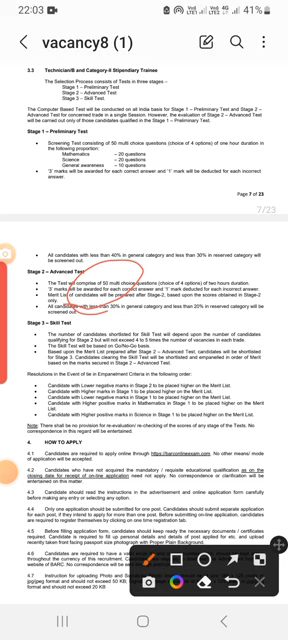 22:03
41%
vacancy8 (1)
3.3 Technician/B and Category-II Stipendiary Trainee
The Selection Process consists of Tests in three stages –
Stage 1 – Preliminary Test
Stage 2 – Advanced Test
Stage 3 – Skill Test
The Computer Based Test will be conducted on all India basis for Stage 1 – Preliminary Test and Stage 2 –
Advanced Test for concerned trade in a single Session. However, the evaluation of Stage 2 – Advanced Test
will be carried out only of those candidates qualified in the Stage 1 – Preliminary Test.
Stage 1 – Preliminary Test
• Screening Test consisting of 50 multi choice questions (choice of 4 options) of one hour duration in
the following proportion:
Mathematics – 20 questions
Science – 20 questions
General awareness – 10 questions
• ‘3’ marks will be awarded for each correct answer and ‘1’ mark will be deducted for each incorrect
answer.
Page 7 of 23
7/23
• All candidates with less than 40% in general category and less than 30% in reserved category will
be screened out.
Stage 2 – Advanced Test
• The Test will comprise of 50 multi choice questions (choice of 4 options) of two hours duration.
• ‘3’ marks will be awarded for each correct answer and ‘1’ mark deducted for each incorrect answer.
• Merit List of candidates will be prepared after Stage-2, based on the scores obtained in Stage-2
only.
• All candidates with less than 30% in general category and less than 20% in reserved category will be
screened out.
Stage 3 – Skill Test
• The number of candidates shortlisted for Skill Test will depend upon the number of candidates
qualifying for Stage 2 but will not exceed 4 to 5 times the number of vacancies in each trade.
• The Skill Test will be based on Go/No-Go basis.
• Based upon the Merit List prepared after Stage 2 – Advanced Test, candidates will be shortlisted
for Stage 3. Candidates clearing the Skill Test will be shortlisted and empanelled in order of Merit
based on the marks secured in Stage 2 – Advanced Test.
Resolutions in the Event of tie in Empanelment Criteria in the following order:
• Candidate with Lower negative marks in Stage 2 to be placed higher on the Merit List.
• Candidate with Higher marks in Stage 1 to be placed higher on the Merit List.
• Candidate with Lower negative marks in Stage 1 to be placed higher on the Merit List.
• Candidate with Higher positive marks in Mathematics in Stage 1 to be placed higher on the Merit
List.
• Candidate with Higher positive marks in Science in Stage 1 to be placed higher on the Merit List.
Note: There shall be no provision for re-evaluation/ re-checking of the scores of any stage of the Tests. No
correspondence in this regard will be entertained.
4. HOW TO APPLY
4.1 Candidates are required to apply online through https://barconlineexam.com. No other means/ mode
of application will be accepted.
4.2 Candidates who have not acquired the mandatory / requisite educational qualification as on the
closing date for receipt of on-line application need not apply. No correspondence or clarification will be
entertained on this matter.
4.3 Candidate should read the instructions in the advertisement and online application form carefully
before making any entry or selecting any option.
4.4 Only one application should be submitted for one post. Candidates should submit separate application
for each post, if they intend to apply for more than one post. Before submitting on-line application, candidates
are required to register themselves by clicking on one time registration tab.
4.5 Before filling application form, candidates should keep ready the necessary documents / certificates
required. Candidate is required to fill up personal details and details of post applied for etc. and upload
recently taken front facing passport size photograph with Proper Plain Background.
4.6 Candidates are required to have a
throughout the currency of this recruitment.
website of BARC. No correspondence will be
4.7 Instruction for uploading Photo and
jpg/jpeg format and should not exceed 50 KB,
format and should not exceed 20 KB